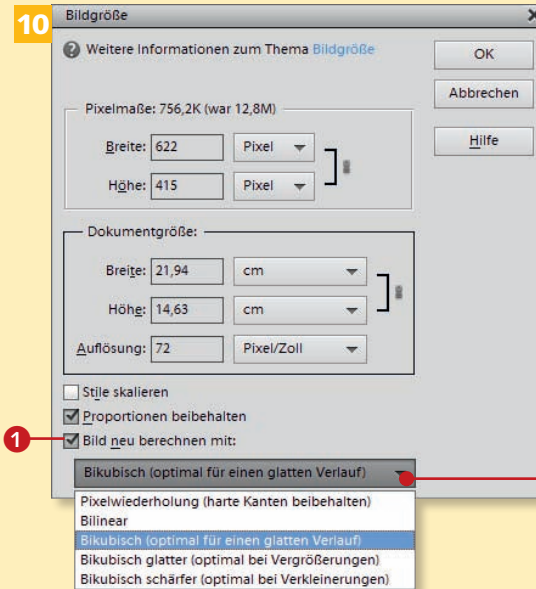 10
Bildgröße
Weitere Informationen zum Thema Bildgröße
OK
Abbrechen
Hilfe
Pixelmaße: 756,2K (war 12,8M)
Breite: 622 Pixel
Höhe: 415 Pixel
Dokumentgröße:
Breite: 21,94 cm
Höhe: 14,63 cm
Auflösung: 72 Pixel/Zoll
Stile skalieren
Proportionen beibehalten
1 Bild neu berechnen mit:
Bikubisch (optimal für einen glatten Verlauf)
Pixelwiederholung (harte Kanten beibehalten)
Bilinear
Bikubisch (optimal für einen glatten Verlauf)
Bikubisch glatter (optimal bei Vergrößerungen)
Bikubisch schärfer (optimal bei Verkleinerungen)